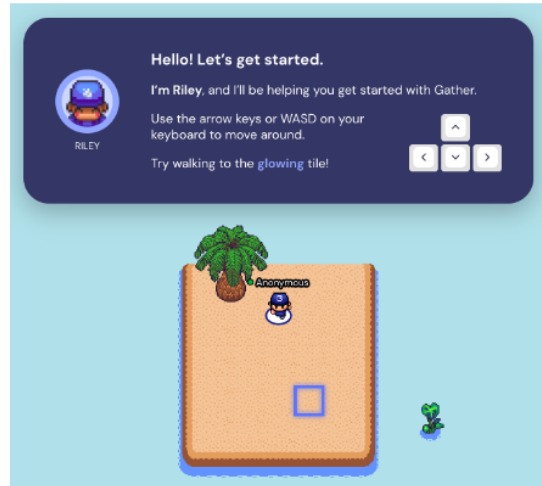 Hello! Let's get started.
I'm Riley, and I'll be helping you get started with Gather.
Use the arrow keys or WASD on your
keyboard to move around.
RILEY
Try walking to the glowing tile!
Anonymous